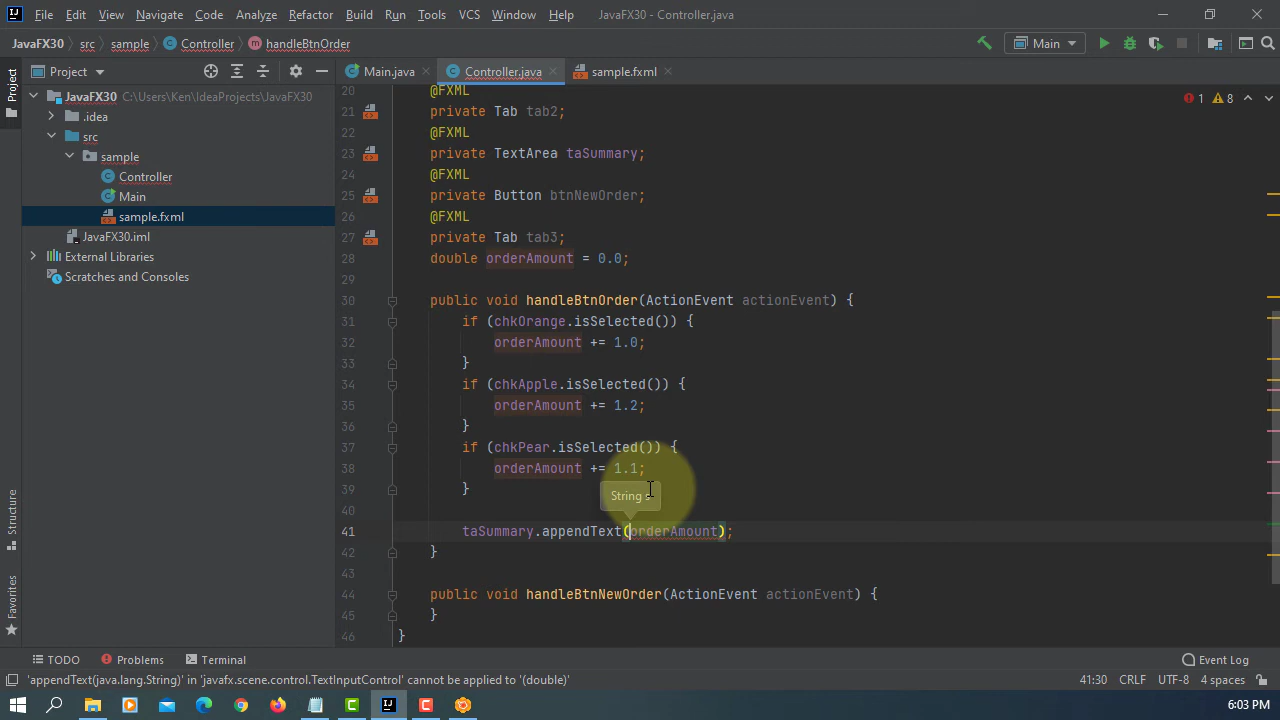 File Edit View Navigate Code Analyze Refactor Build Run Tools VCS Window Help JavaFX30 - Controller.java
JavaFX30 src sample Controller handleBtnOrder Main
Project
Project
Main.java Controller.java sample.fxml
JavaFX30 C:\Users\Ken\IdeaProjects\JavaFX30
.idea
src
sample
Controller
Main
sample.fxml
JavaFX30.iml
External Libraries
Scratches and Consoles
Structure
Favorites
1 8
20 @FXML
21 private Tab tab2;
22 @FXML
23 private TextArea taSummary;
24 @FXML
25 private Button btnNewOrder;
26 @FXML
27 private Tab tab3;
28 double orderAmount = 0.0;
29
30 public void handleBtnOrder(ActionEvent actionEvent) {
31 if (chkOrange.isSelected()) {
32 orderAmount += 1.0;
33 }
34 if (chkApple.isSelected()) {
35 orderAmount += 1.2;
36 }
37 if (chkPear.isSelected()) {
38 orderAmount += 1.1;
39 }
String s
40
41 taSummary.appendText(orderAmount);
42 }
43
44 public void handleBtnNewOrder(ActionEvent actionEvent) {
45 }
46 }
TODO Problems Terminal Event Log
'appendText(java.lang.String)' in 'javafx.scene.control.TextInputControl' cannot be applied to '(double)' 41:30 CRLF UTF-8 4 spaces
6:03 PM